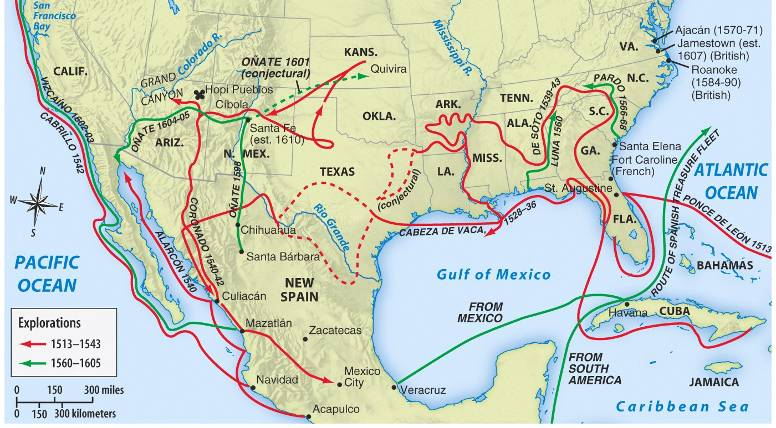 San
Francisco
Bay
CALIF.
VIZCAÍNO 1602-03
CABRILLO 1542
GRAND
CANYON
Colorado R.
Hopi Pueblos
Cíbola
OÑATE 1604-05
ARIZ.
N. MEX.
OÑATE 1601
(conjectural)
KANS.
Quivira
Santa Fe
(est. 1610)
OKLA.
TEXAS
OÑATE 1598
(conjectural)
Rio Grande
Mississippi R.
ARK.
LA.
MISS.
TENN.
ALA.
DE SOTO 1539-43
LUNA 1560
PARDO 1566-68
VA.
N.C.
S.C.
GA.
FLA.
Ajacán (1570-71)
Jamestown (est.
1607) (British)
Roanoke
(1584-90)
(British)
Santa Elena
Fort Caroline
(French)
St. Augustine
ATLANTIC
OCEAN
PONCE DE LEÓN 1513
ROUTE OF SPANISH TREASURE FLEET
BAHAMAS
CABEZA DE VACA.
1528-36
N
W
E
S
PACIFIC
OCEAN
ALARCÓN 1540
CORONADO 1540-42
Chihuahua
Santa Bárbara
NEW
SPAIN
Culiacán
Mazatlán
Zacatecas
Navidad
Mexico
City
Acapulco
Veracruz
Gulf of Mexico
FROM
MEXICO
FROM
SOUTH
AMERICA
Havana
CUBA
JAMAICA
Caribbean Sea
Explorations
1513–1543
1560–1605
0 150 300 miles
0 150 300 kilometers